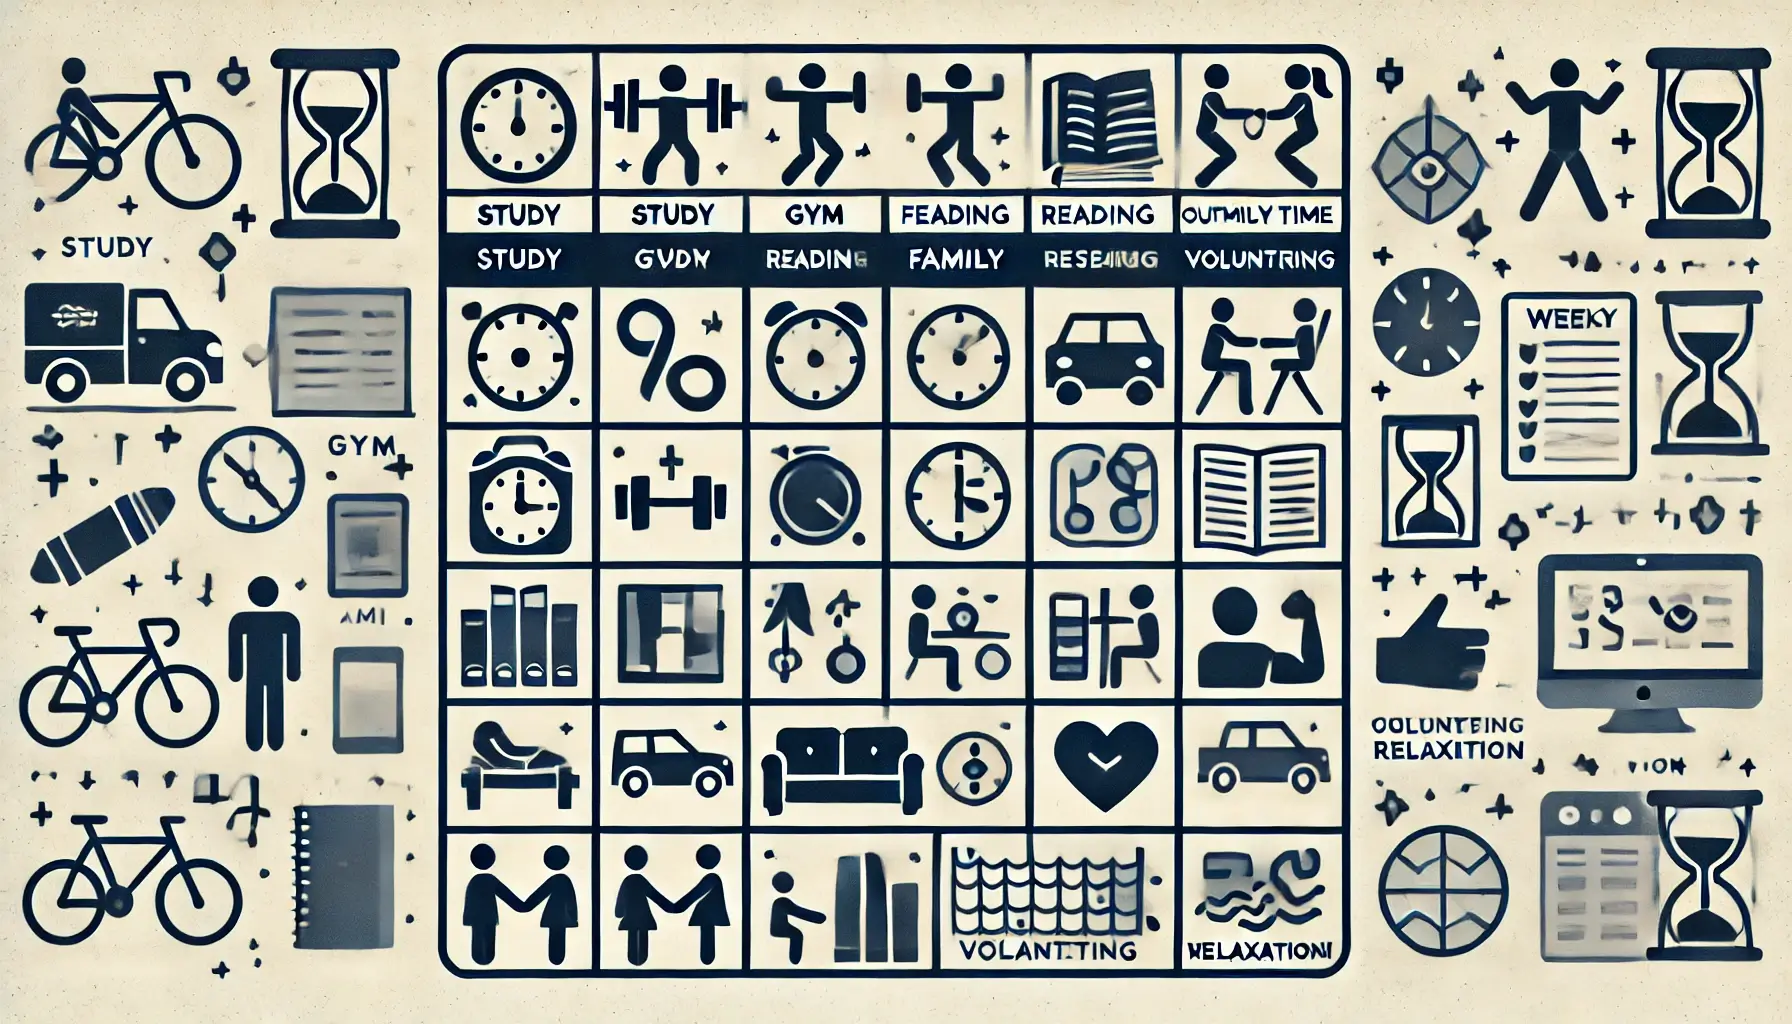 STUDY
GYM
AMI
STUDY STUDY GYM FEADING READING OUTMILY TIME
STUDY GVDN READING FAMILY VOLUNTRING
VOLANTTING
RELAXATION
WEEKY
OOLUNTEING
RELAXITION
VION